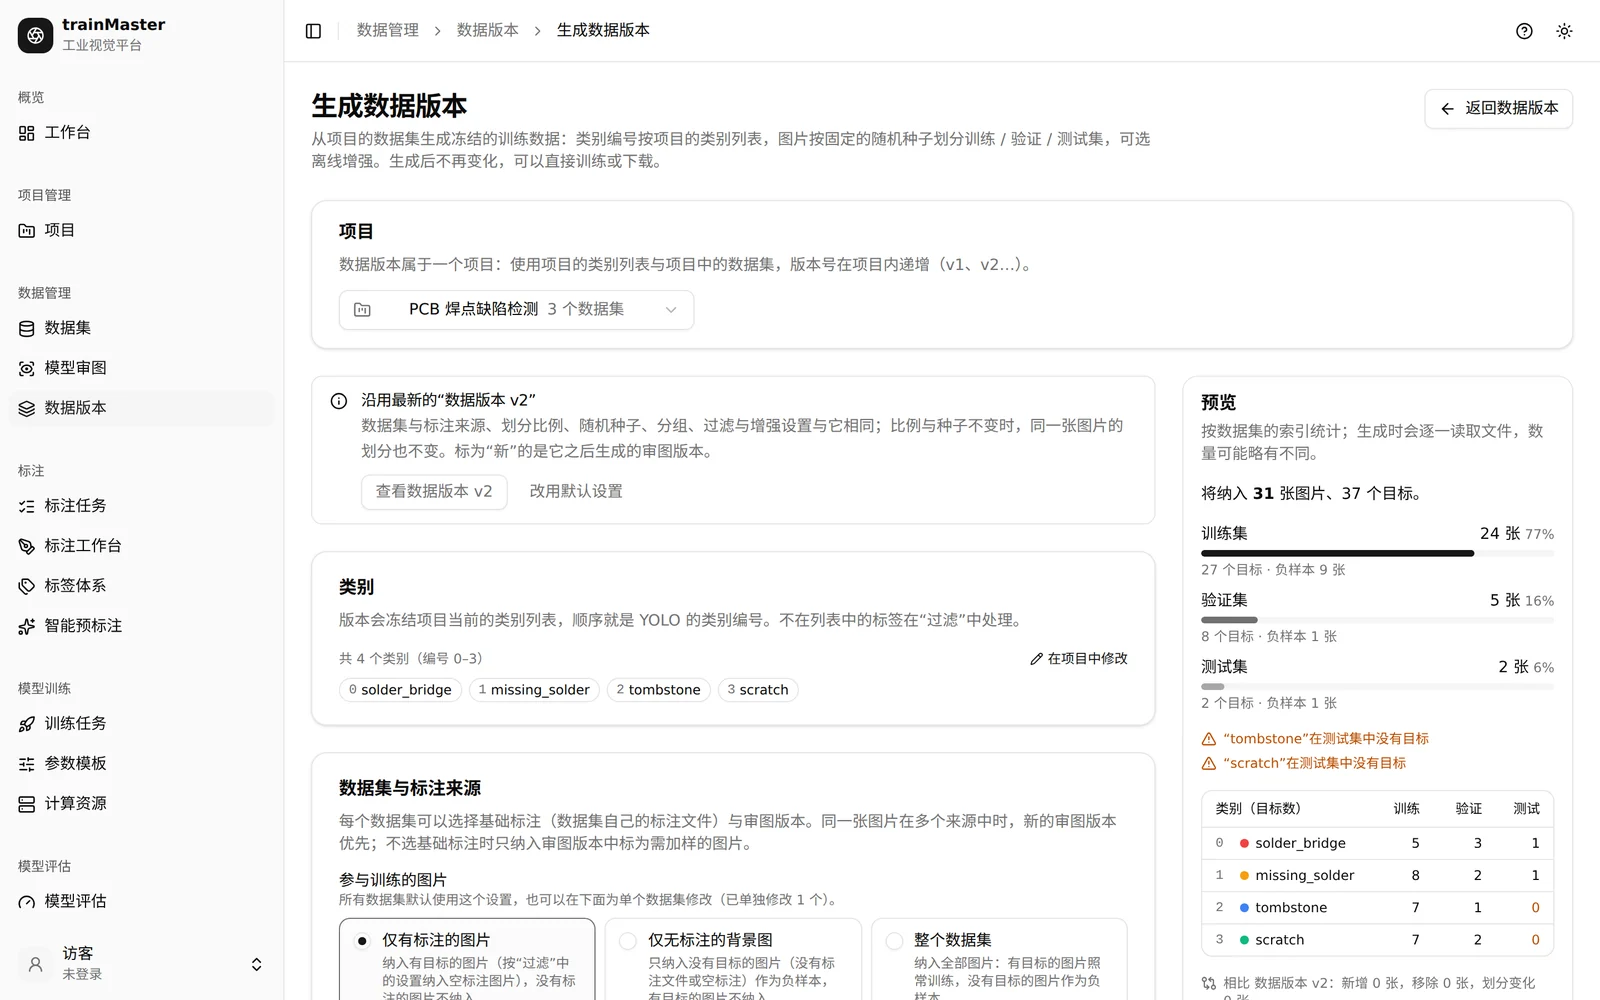 trainMaster
工业视觉平台
概览
工作台
项目管理
项目
数据管理
数据集
模型审图
数据版本
标注
标注任务
标注工作台
标签体系
智能预标注
模型训练
训练任务
参数模板
计算资源
模型评估
模型评估
访客
未登录
数据管理 > 数据版本 > 生成数据版本
生成数据版本
从项目的数据集生成冻结的训练数据：类别编号按项目的类别列表，图片按固定的随机种子划分训练 / 验证 / 测试集，可选
离线增强。生成后不再变化，可以直接训练或下载。
返回数据版本
项目
数据版本属于一个项目：使用项目的类别列表与项目中的数据集，版本号在项目内递增（v1、v2…）。
PCB 焊点缺陷检测 3 个数据集
沿用最新的“数据版本 v2”
数据集与标注来源、划分比例、随机种子、分组、过滤与增强设置与它相同；比例与种子不变时，同一张图片的
划分也不变。标为“新”的是它之后生成的审图版本。
查看数据版本 v2 改用默认设置
类别
版本会冻结项目当前的类别列表，顺序就是 YOLO 的类别编号。不在列表中的标签在“过滤”中处理。
共 4 个类别（编号 0–3）
在项目中修改
0 solder_bridge 1 missing_solder 2 tombstone 3 scratch
数据集与标注来源
每个数据集可以选择基础标注（数据集自己的标注文件）与审图版本。同一张图片在多个来源中时，新的审图版本
优先；不选基础标注时只纳入审图版本中标为需加样的图片。
参与训练的图片
所有数据集默认使用这个设置，也可以在下面为单个数据集修改（已单独修改 1 个）。
仅有标注的图片
纳入有目标的图片（按“过滤”中
的设置纳入空标注图片），没有标
注的图片不纳入
仅无标注的背景图
只纳入没有目标的图片（没有标
注文件或空标注）作为负样本，
有目标的图片不纳入
整个数据集
纳入全部图片：有目标的图片照
常训练，没有目标的图片作为负
样本
预览
按数据集的索引统计；生成时会逐一读取文件，数
量可能略有不同。
将纳入 31 张图片、37 个目标。
训练集 24 张 77%
27 个目标 · 负样本 9 张
验证集 5 张 16%
8 个目标 · 负样本 1 张
测试集 2 张 6%
2 个目标 · 负样本 1 张
“tombstone”在测试集中没有目标
“scratch”在测试集中没有目标
类别（目标数） 训练 验证 测试
0 solder_bridge 5 3 1
1 missing_solder 8 2 1
2 tombstone 7 1 0
3 scratch 7 2 0
相比 数据版本 v2：新增 0 张，移除 0 张，划分变化
0 张